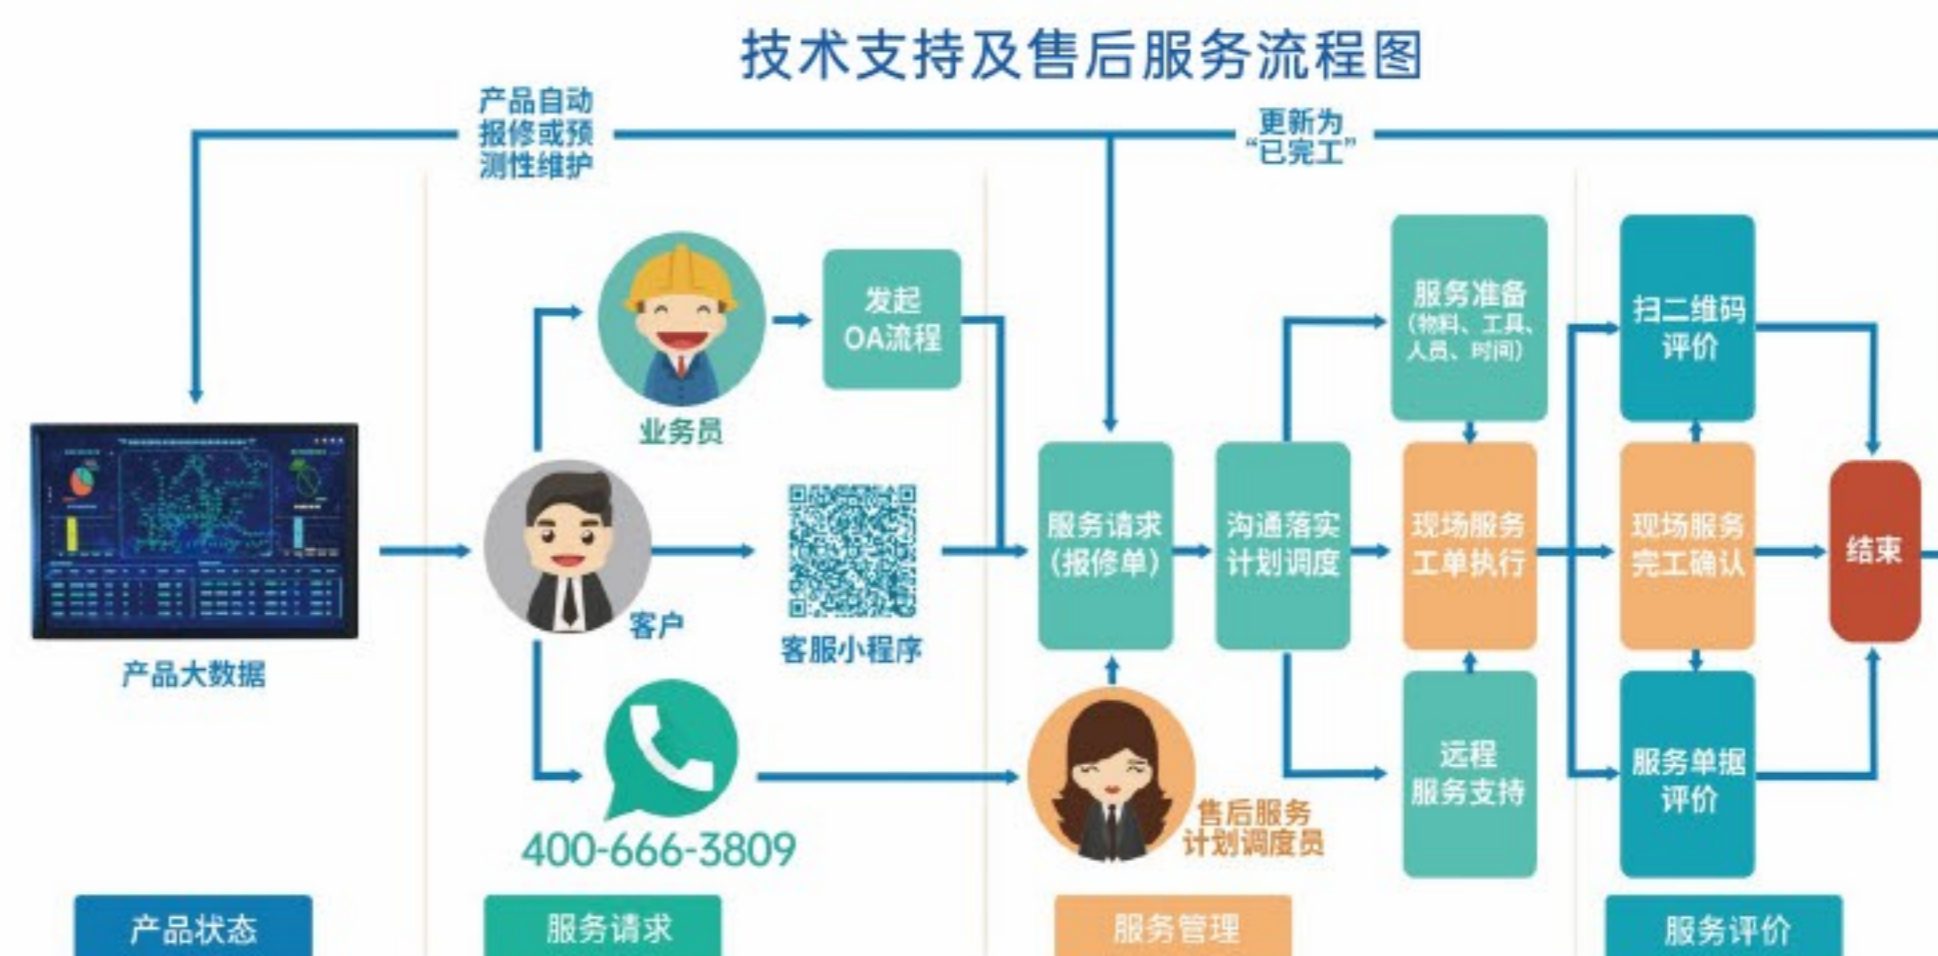 技术支持及售后服务流程图
产品自动
报修或预
测性维护
更新为
“已完工”
产品大数据
业务员
发起
OA流程
客户
客服小程序
400-666-3809
服务请求
(报修单)
售后服务
计划调度员
沟通落实
计划调度
服务准备
(物料、工具、
人员、时间)
现场服务
工单执行
远程
服务支持
扫二维码
评价
现场服务
完工确认
服务单据
评价
结束
产品状态
服务请求
服务管理
服务评价